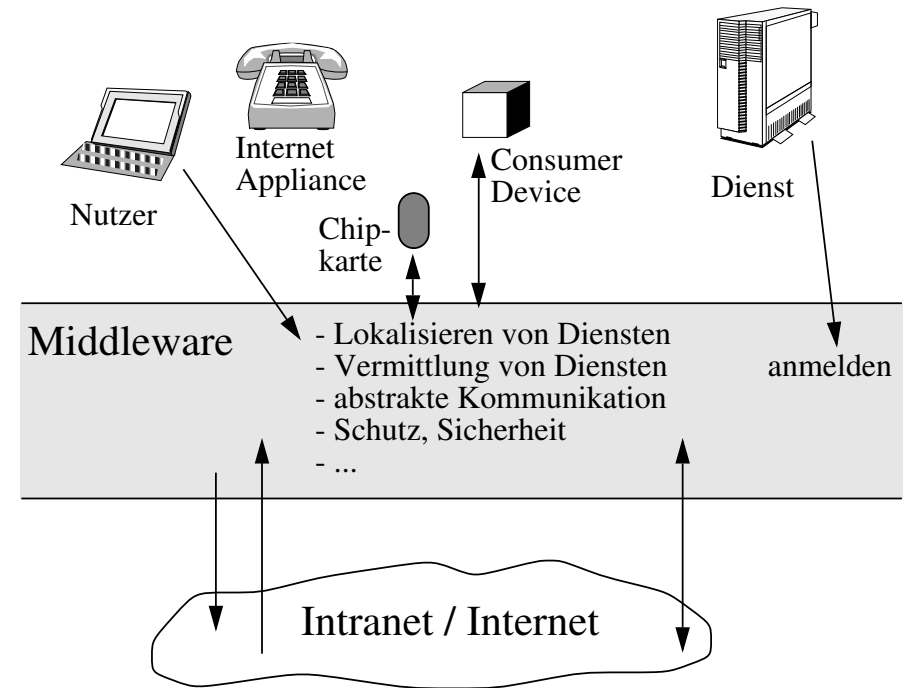 Internet
Appliance
Consumer
Device
Dienst
Nutzer
Chip-
karte
Middleware
- Lokalisieren von Diensten
- Vermittlung von Diensten
- abstrakte Kommunikation
- Schutz, Sicherheit
- ...
anmelden
Intranet / Internet